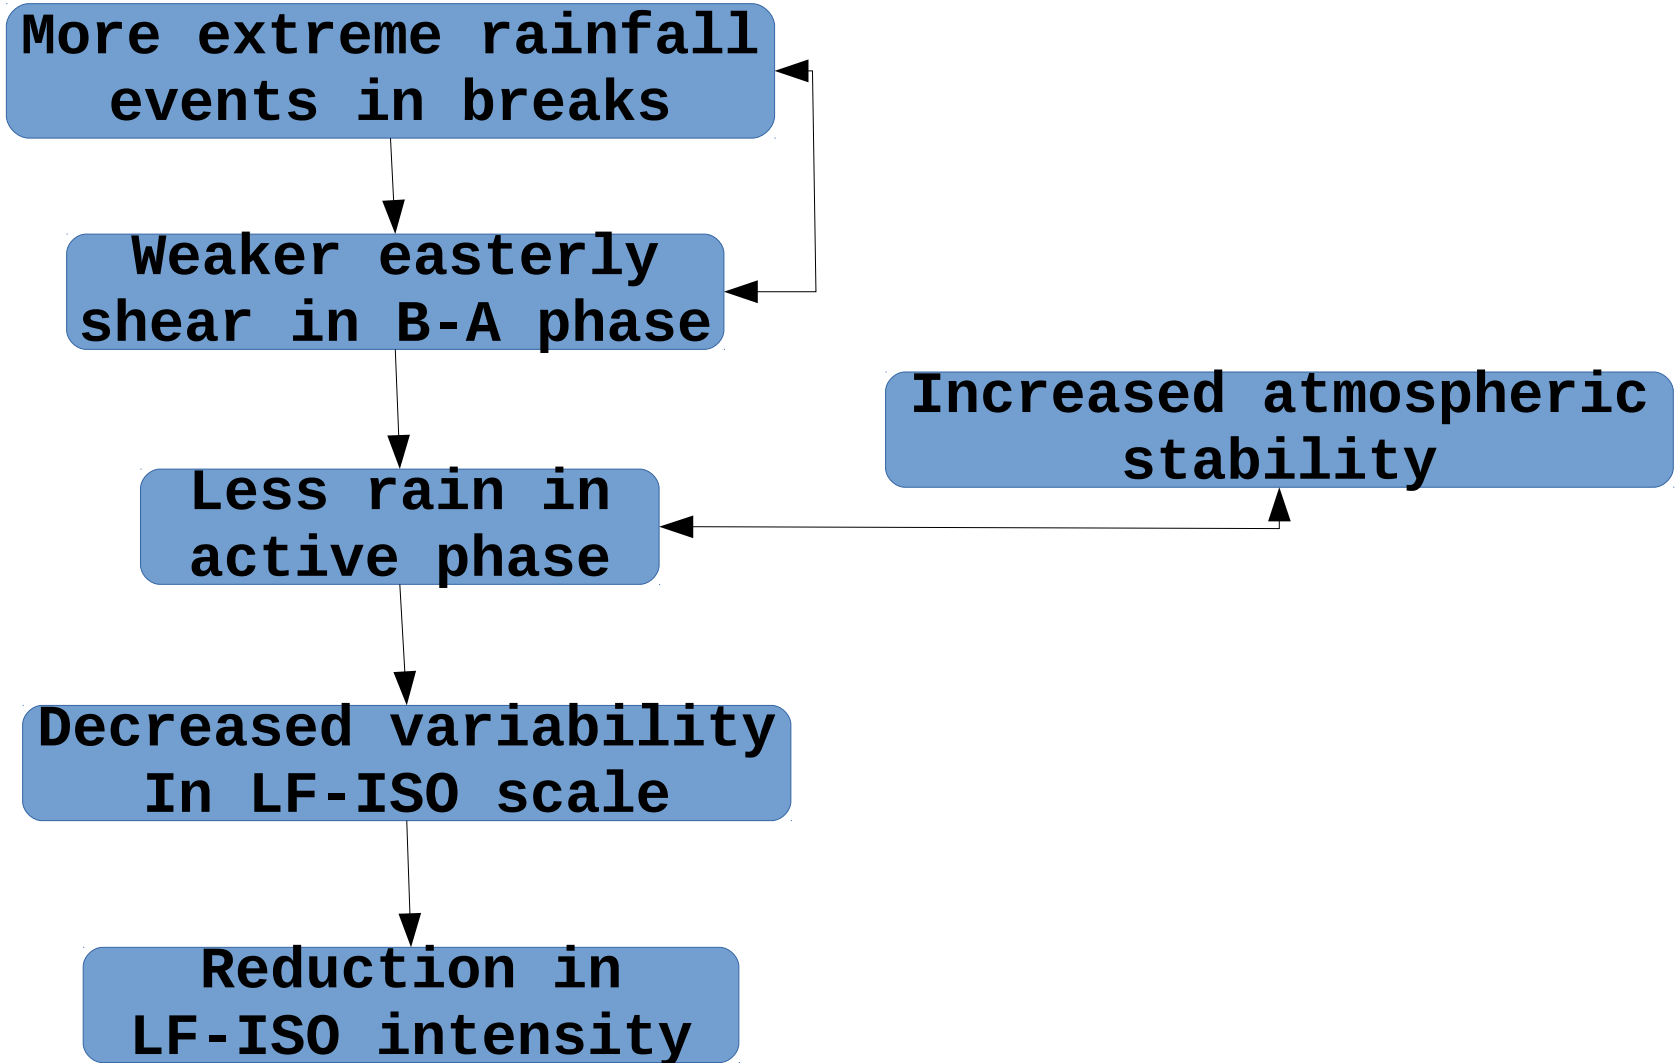 More extreme rainfall
events in breaks
Weaker easterly
shear in B-A phase
Increased atmospheric
stability
Less rain in
active phase
Decreased variability
In LF-ISO scale
Reduction in
LF-ISO intensity